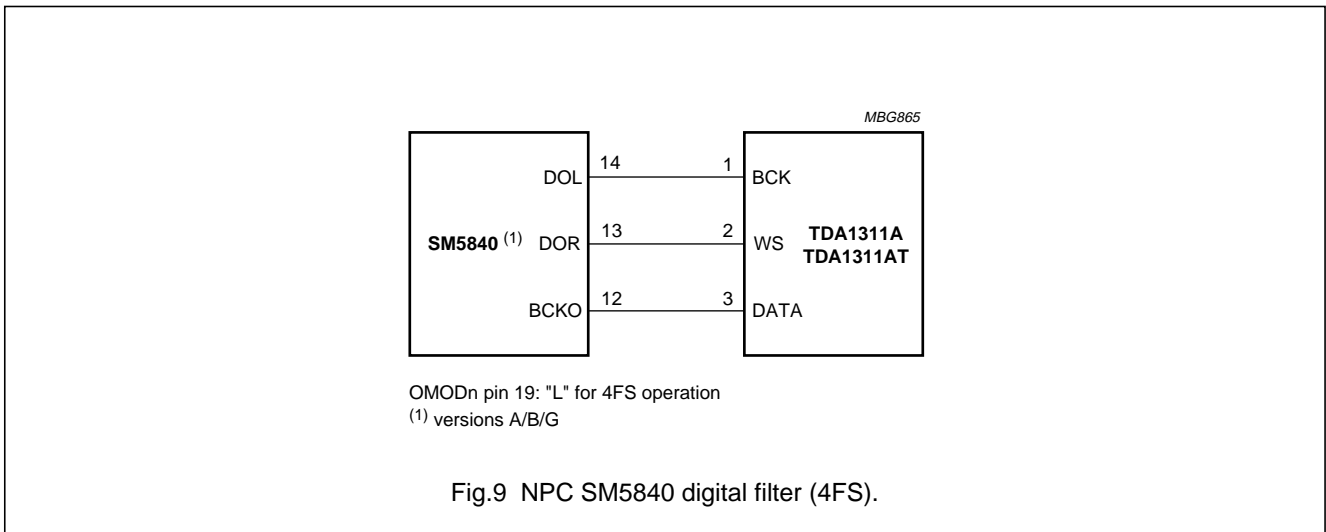 MBG865
14 1
DOL BCK
13 2
SM5840 (1) DOR WS TDA1311A
TDA1311AT
12 3
BCKO DATA
OMODn pin 19: "L" for 4FS operation
(1) versions A/B/G
Fig.9 NPC SM5840 digital filter (4FS).